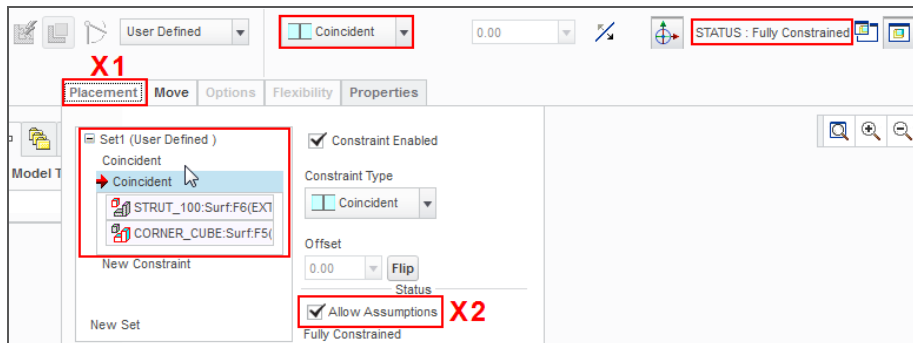 User Defined
Coincident
0.00
STATUS : Fully Constrained
X1
Placement Move Options Flexibility Properties
Set1 (User Defined )
Constraint Enabled
Coincident
Model T
Constraint Type
Coincident
Coincident
STRUT_100:Surf:F6(EXT
CORNER_CUBE:Surf:F5(
Offset
New Constraint
0.00
Flip
Status
Allow Assumptions
X2
New Set
Fully Constrained